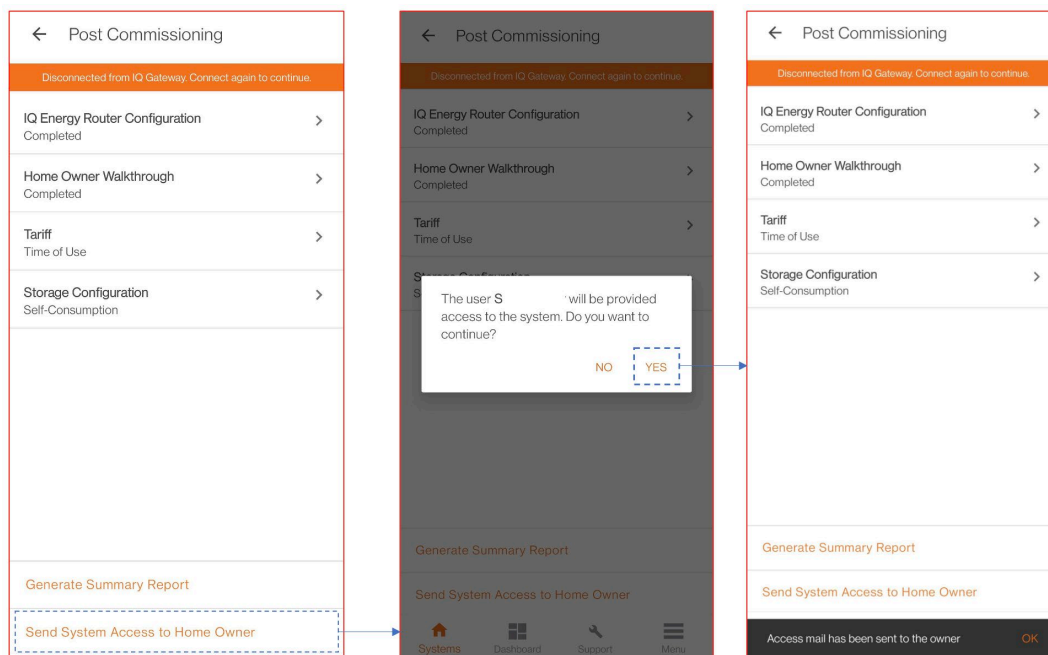 Post Commissioning
Disconnected from IQ Gateway. Connect again to continue.
IQ Energy Router Configuration
Completed
Home Owner Walkthrough
Completed
Tariff
Time of Use
Storage Configuration
Self-Consumption
Generate Summary Report
Send System Access to Home Owner
Post Commissioning
Disconnected from IQ Gateway. Connect again to continue.
IQ Energy Router Configuration
Completed
Home Owner Walkthrough
Completed
Tariff
Time of Use
Storage Configuration
S
The user S will be provided
access to the system. Do you want to
continue?
NO YES
Generate Summary Report
Send System Access to Home Owner
Systems Dashboard Support Menu
Post Commissioning
Disconnected from IQ Gateway. Connect again to continue.
IQ Energy Router Configuration
Completed
Home Owner Walkthrough
Completed
Tariff
Time of Use
Storage Configuration
Self-Consumption
Generate Summary Report
Send System Access to Home Owner
Access mail has been sent to the owner OK